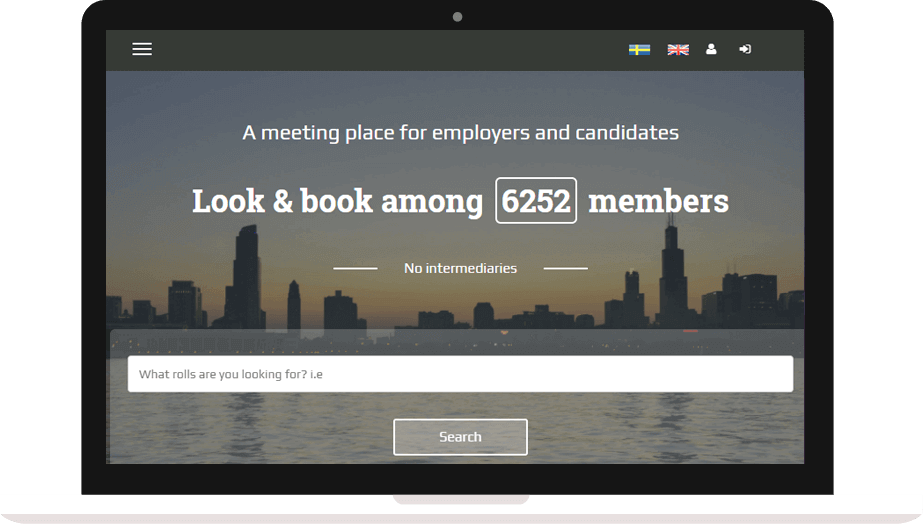 A meeting place for employers and candidates
Look & book among 6252 members
No intermediaries
What rolls are you looking for? i.e
Search